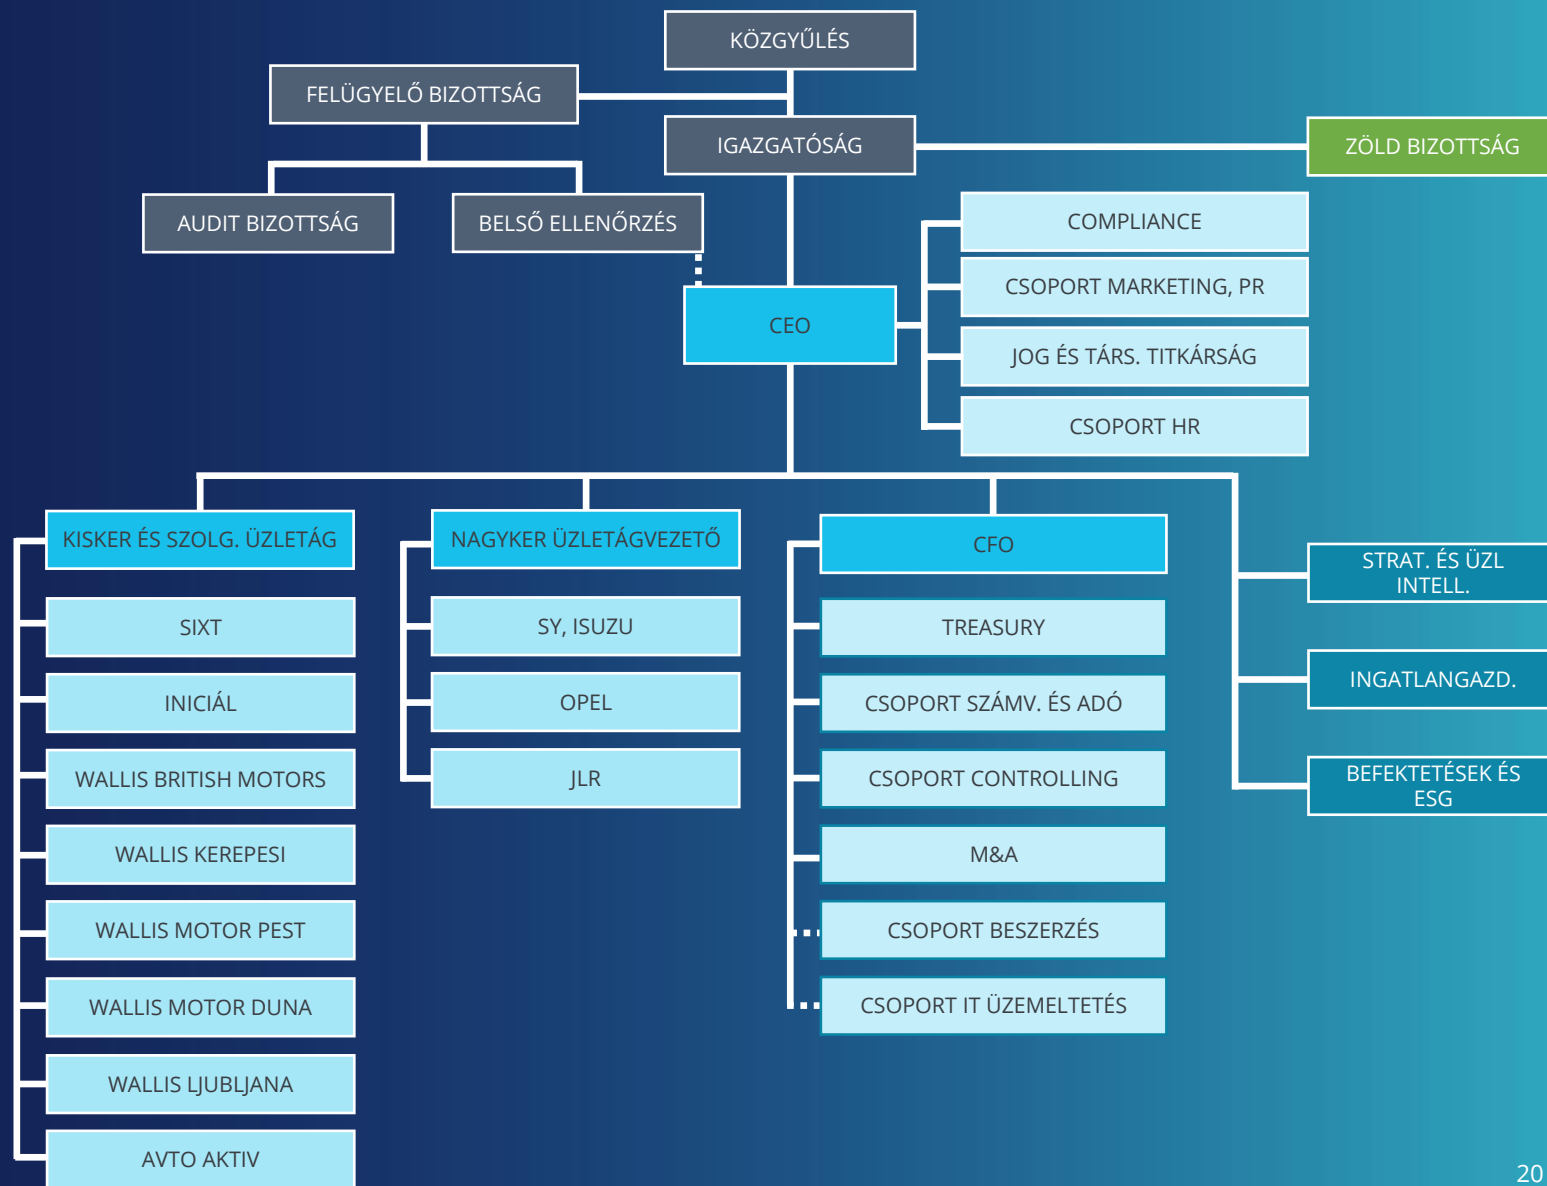 KÖZGYŰLÉS
FELÜGYELŐ BIZOTTSÁG
IGAZGATÓSÁG
ZÖLD BIZOTTSÁG
AUDIT BIZOTTSÁG
BELSŐ ELLENŐRZÉS
COMPLIANCE
CSOPORT MARKETING, PR
CEO
JOG ÉS TÁRS. TITKÁRSÁG
CSOPORT HR
KISKER ÉS SZOLG. ÜZLETÁG
SIXT
INICIÁL
WALLIS BRITISH MOTORS
WALLIS KEREPESI
WALLIS MOTOR PEST
WALLIS MOTOR DUNA
WALLIS LJUBLJANA
AVTO AKTIV
NAGYKER ÜZLETÁGVEZETŐ
SY, ISUZU
OPEL
JLR
CFO
TREASURY
CSOPORT SZÁMV. ÉS ADÓ
CSOPORT CONTROLLING
M&A
CSOPORT BESZERZÉS
CSOPORT IT ÜZEMELTETÉS
STRAT. ÉS ÜZL
INTELL.
INGATLANGAZD.
BEFEKTETÉSEK ÉS
ESG
20